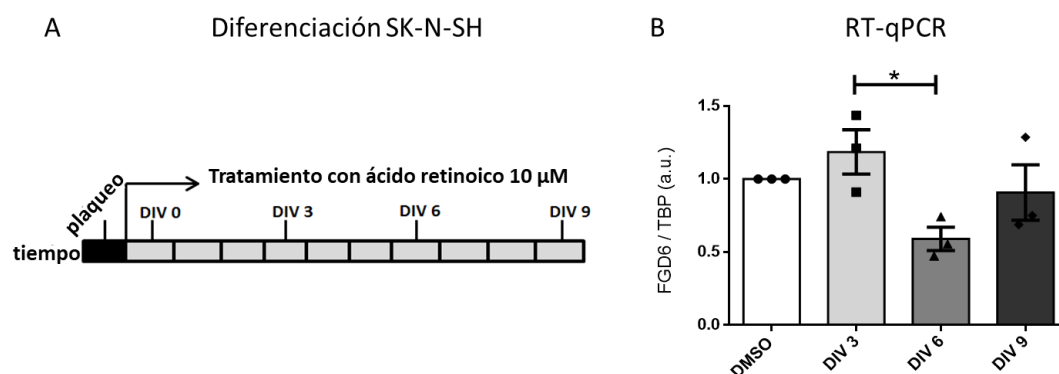 A
Diferenciación SK-N-SH
plaqueo
Tratamiento con ácido retinoico 10 µM
DIV 0
DIV 3
DIV 6
DIV 9
tiempo
B
RT-qPCR
*
FGD6 / TBP (a.u.)
1.5
1.0
0.5
0.0
DMSO
DIV 3
DIV 6
DIV 9